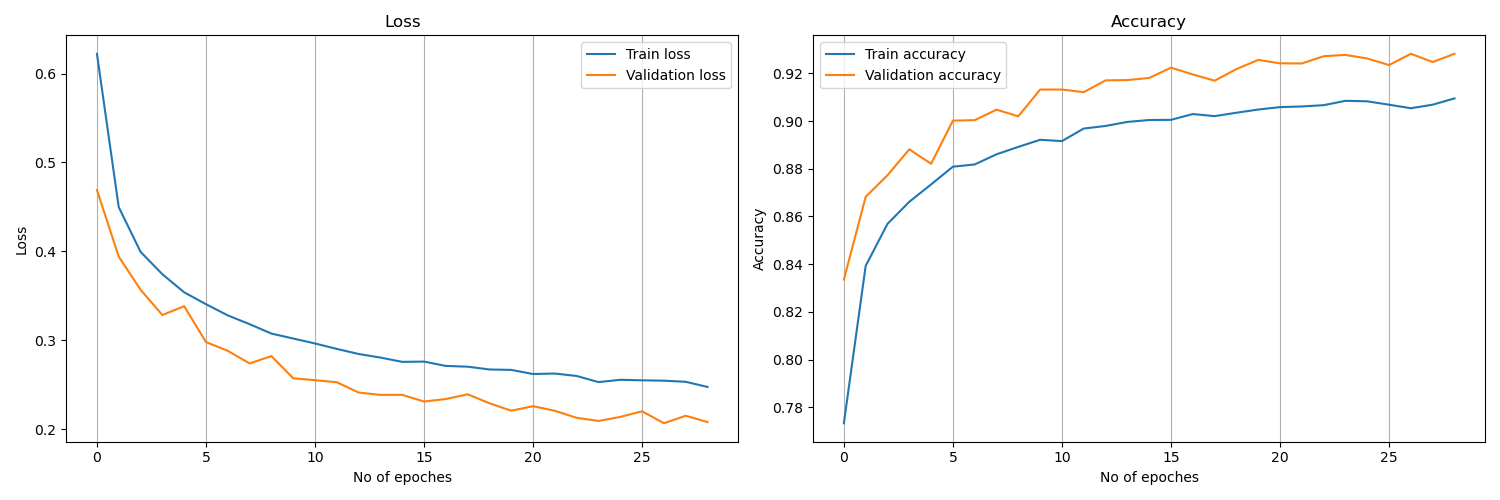 Loss
Train loss
Validation loss
0.6
0.5
0.4
0.3
0.2
Loss
0 5 10 15 20 25
No of epoches
Accuracy
Train accuracy
Validation accuracy
0.92
0.90
0.88
0.86
0.84
0.82
0.80
0.78
Accuracy
0 5 10 15 20 25
No of epoches